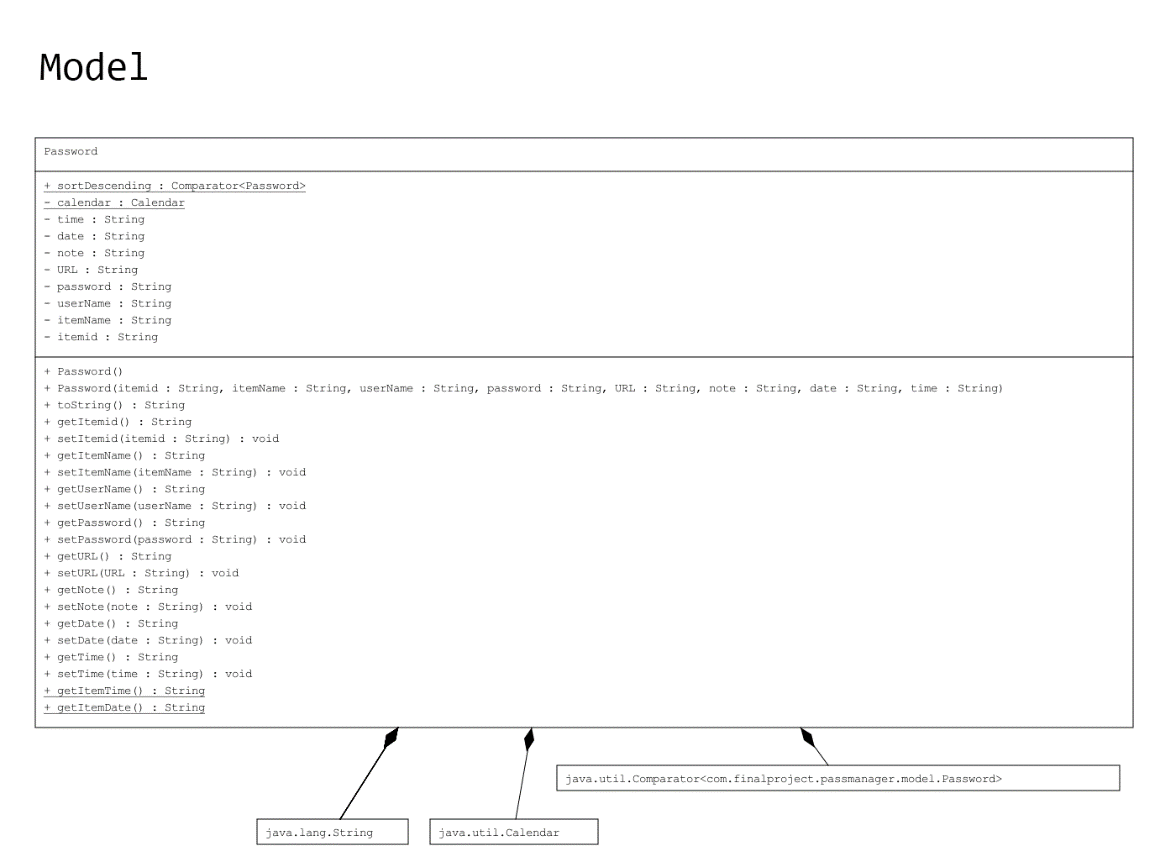 Model
Password
+ sortDescending : Comparator<Password>
- calendar : Calendar
- time : String
- date : String
- note : String
- URL : String
- password : String
- userName : String
- itemName : String
- itemid : String
+ Password()
+ Password(itemid : String, itemName : String, userName : String, password : String, URL : String, note : String, date : String, time : String)
+ toString() : String
+ getItemid() : String
+ setItemid(itemid : String) : void
+ getItemName() : String
+ setItemName(itemName : String) : void
+ getUserName() : String
+ setUserName(userName : String) : void
+ getPassword() : String
+ setPassword(password : String) : void
+ getURL() : String
+ setURL(URL : String) : void
+ getNote() : String
+ setNote(note : String) : void
+ getDate() : String
+ setDate(date : String) : void
+ getTime() : String
+ setTime(time : String) : void
+ getItemTime() : String
+ getItemDate() : String
java.util.Comparator<com.finalproject.passmanager.model.Password>
java.lang.String
java.util.Calendar